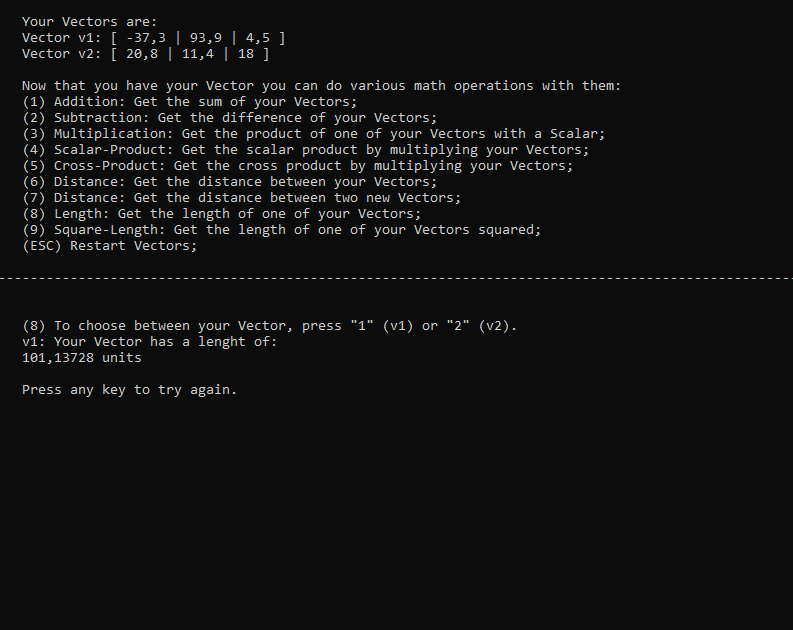 Your Vectors are:
Vector v1: [ -37,3 | 93,9 | 4,5 ]
Vector v2: [ 20,8 | 11,4 | 18 ]
Now that you have your Vector you can do various math operations with them:
(1) Addition: Get the sum of your Vectors;
(2) Subtraction: Get the difference of your Vectors;
(3) Multiplication: Get the product of one of your Vectors with a Scalar;
(4) Scalar-Product: Get the scalar product by multiplying your Vectors;
(5) Cross-Product: Get the cross product by multiplying your Vectors;
(6) Distance: Get the distance between your Vectors;
(7) Distance: Get the distance between two new Vectors;
(8) Length: Get the length of one of your Vectors;
(9) Square-Length: Get the length of one of your Vectors squared;
(ESC) Restart Vectors;
(8) To choose between your Vector, press "1" (v1) or "2" (v2).
v1: Your Vector has a lenght of:
101,13728 units
Press any key to try again.